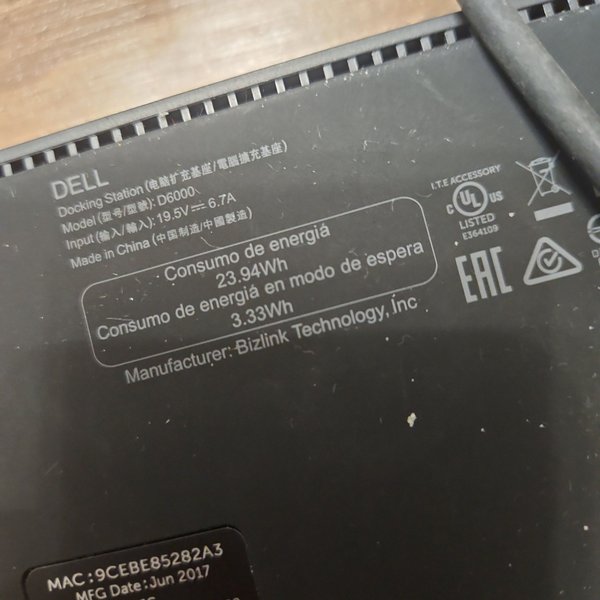 DELL
Docking Station (电脑扩充基座/電腦擴充基座)
Model (型号/型號): D6000
Input (输入/輸入): 19.5V⎓ 6.7A
Made in China (中国制造/中國製造)
Consumo de energiá
23.94Wh
Consumo de energiá en modo de espera
3.33Wh
Manufacturer: Bizlink Technology, Inc
I.T.E ACCESSORY
c UL US
LISTED
E364109
EAC
MAC:9CEBE85282A3
MFG Date:Jun 2017